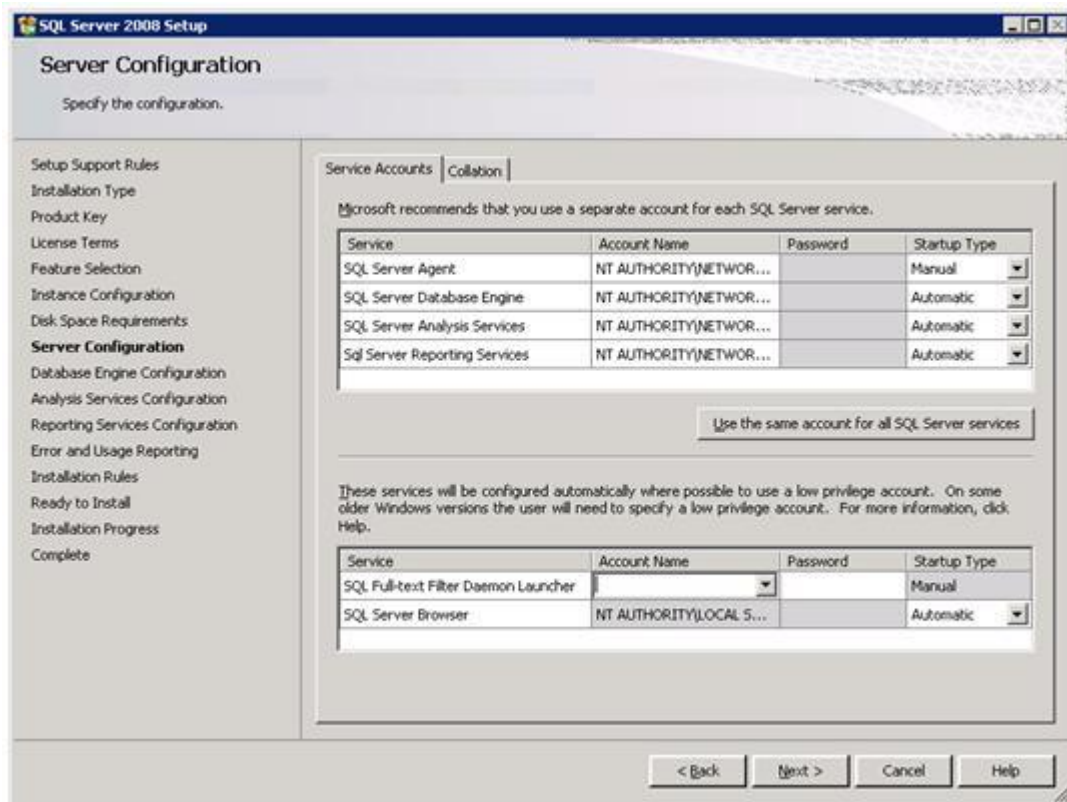 SQL Server 2008 Setup
Server Configuration
Specify the configuration.
Setup Support Rules
Installation Type
Product Key
License Terms
Feature Selection
Instance Configuration
Disk Space Requirements
Server Configuration
Database Engine Configuration
Analysis Services Configuration
Reporting Services Configuration
Error and Usage Reporting
Installation Rules
Ready to Install
Installation Progress
Complete
Service Accounts Collation
Microsoft recommends that you use a separate account for each SQL Server service.
Service Account Name Password Startup Type
SQL Server Agent NT AUTHORITY\NETWOR... Manual
SQL Server Database Engine NT AUTHORITY\NETWOR... Automatic
SQL Server Analysis Services NT AUTHORITY\NETWOR... Automatic
Sql Server Reporting Services NT AUTHORITY\NETWOR... Automatic
Use the same account for all SQL Server services
These services will be configured automatically where possible to use a low privilege account. On some
older Windows versions the user will need to specify a low privilege account. For more information, click
Help.
Service Account Name Password Startup Type
SQL Full-text Filter Daemon Launcher Manual
SQL Server Browser NT AUTHORITY\LOCAL S... Automatic
< Back Next > Cancel Help